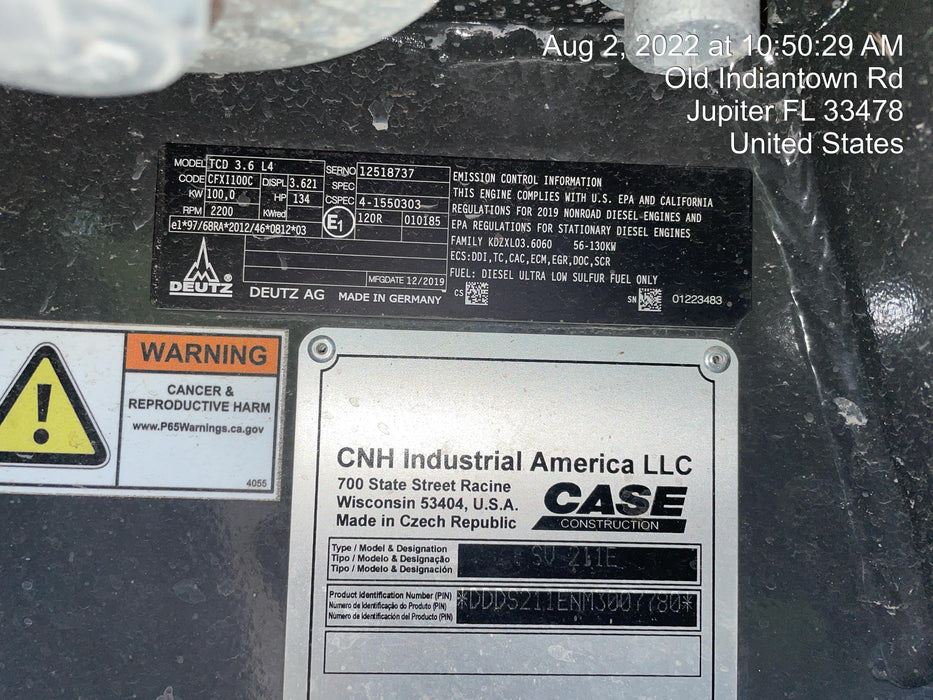 Aug 2, 2022 at 10:50:29 AM
Old Indiantown Rd
Jupiter FL 33478
United States
MODEL TCD 3.6 L4
CODE CFXI100C DISPL 3.621
KW 100,0 HP 134
RPM 2200 KWred
e1*97/68RA*2012/46*0812*03
SERNO 12518737
SPEC
CSPEC 4-1550303
E1 120R 010185
DEUTZ ®
MFGDATE 12/2019
DEUTZ AG MADE IN GERMANY
EMISSION CONTROL INFORMATION
THIS ENGINE COMPLIES WITH U.S. EPA AND CALIFORNIA
REGULATIONS FOR 2019 NONROAD DIESEL ENGINES AND
EPA REGULATIONS FOR STATIONARY DIESEL ENGINES
FAMILY KDZXL03.6060 56-130KW
ECS:DDI,TC,CAC,ECM,EGR,DOC,SCR
FUEL: DIESEL ULTRA LOW SULFUR FUEL ONLY
CS SN 01223483
WARNING
CANCER &
REPRODUCTIVE HARM
www.P65Warnings.ca.gov
4055
CNH Industrial America LLC
700 State Street Racine
Wisconsin 53404, U.S.A.
Made in Czech Republic
CASE
CONSTRUCTION
Type / Model & Designation
Tipo / Modelo & Designação
Tipo / Modelo & Designación
SV 211E
Product Identification Number (PIN)
Numero de Identificação do Produto (PIN)
Número de Identificación del Producto (PIN)
*DDDS211ENM3007780*